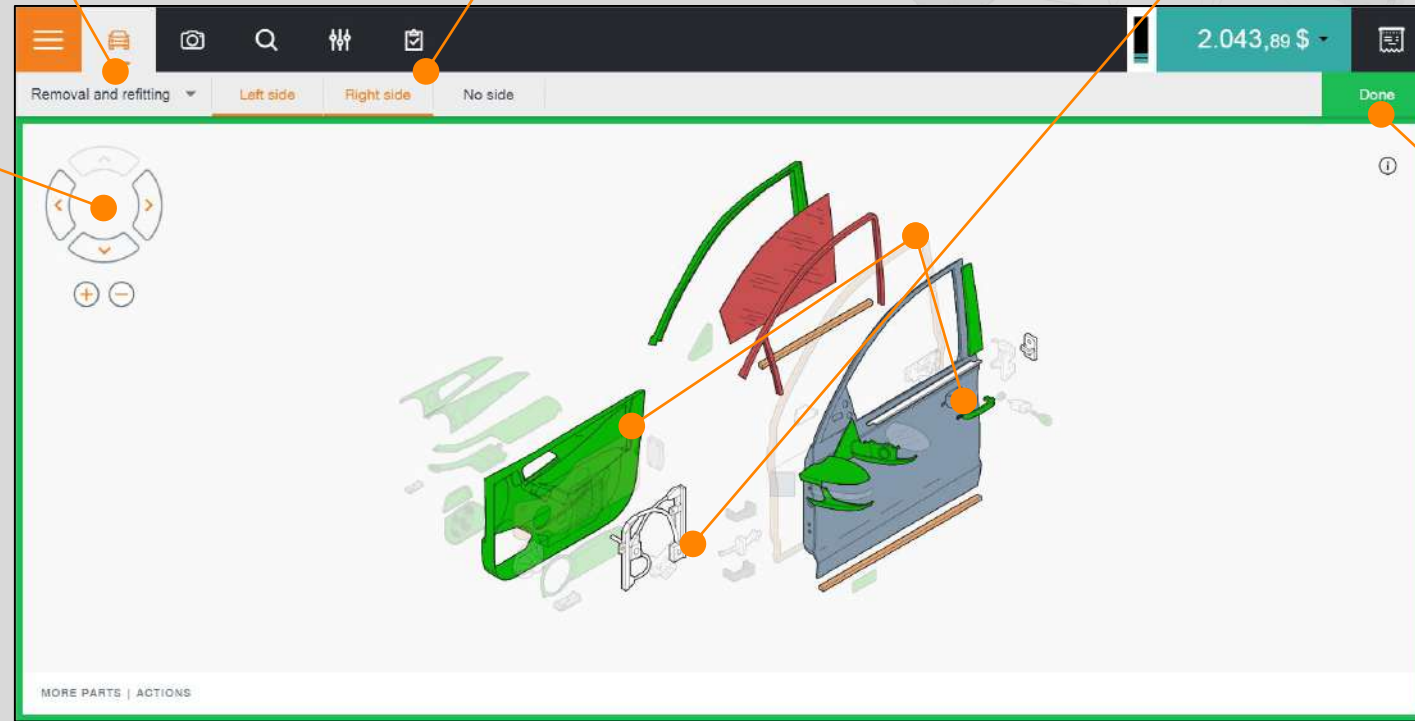 2.043,89 $
Removal and refitting Left side Right side No side Done
MORE PARTS | ACTIONS